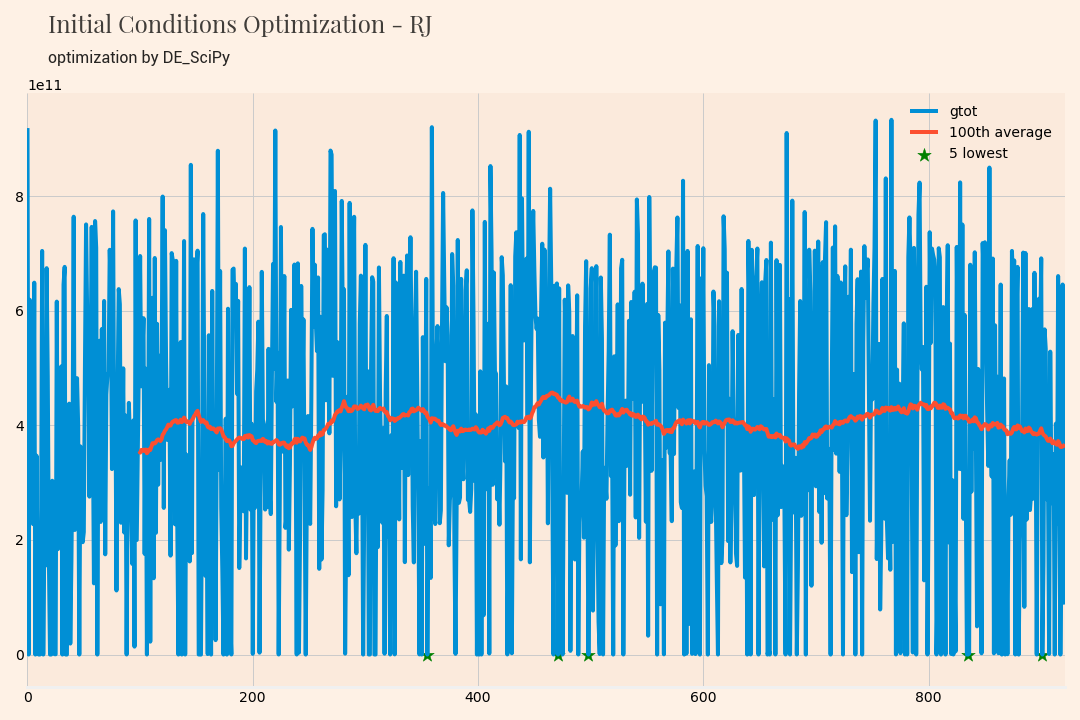 Initial Conditions Optimization - RJ
optimization by DE_SciPy
1e11
gtot
100th average
5 lowest
8
6
4
2
0
0 200 400 600 800